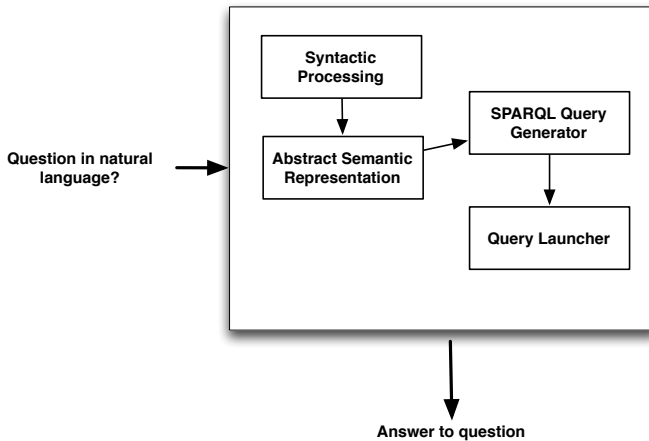 Syntactic
Processing
SPARQL Query
Generator
Question in natural
language?
Abstract Semantic
Representation
Query Launcher
Answer to question